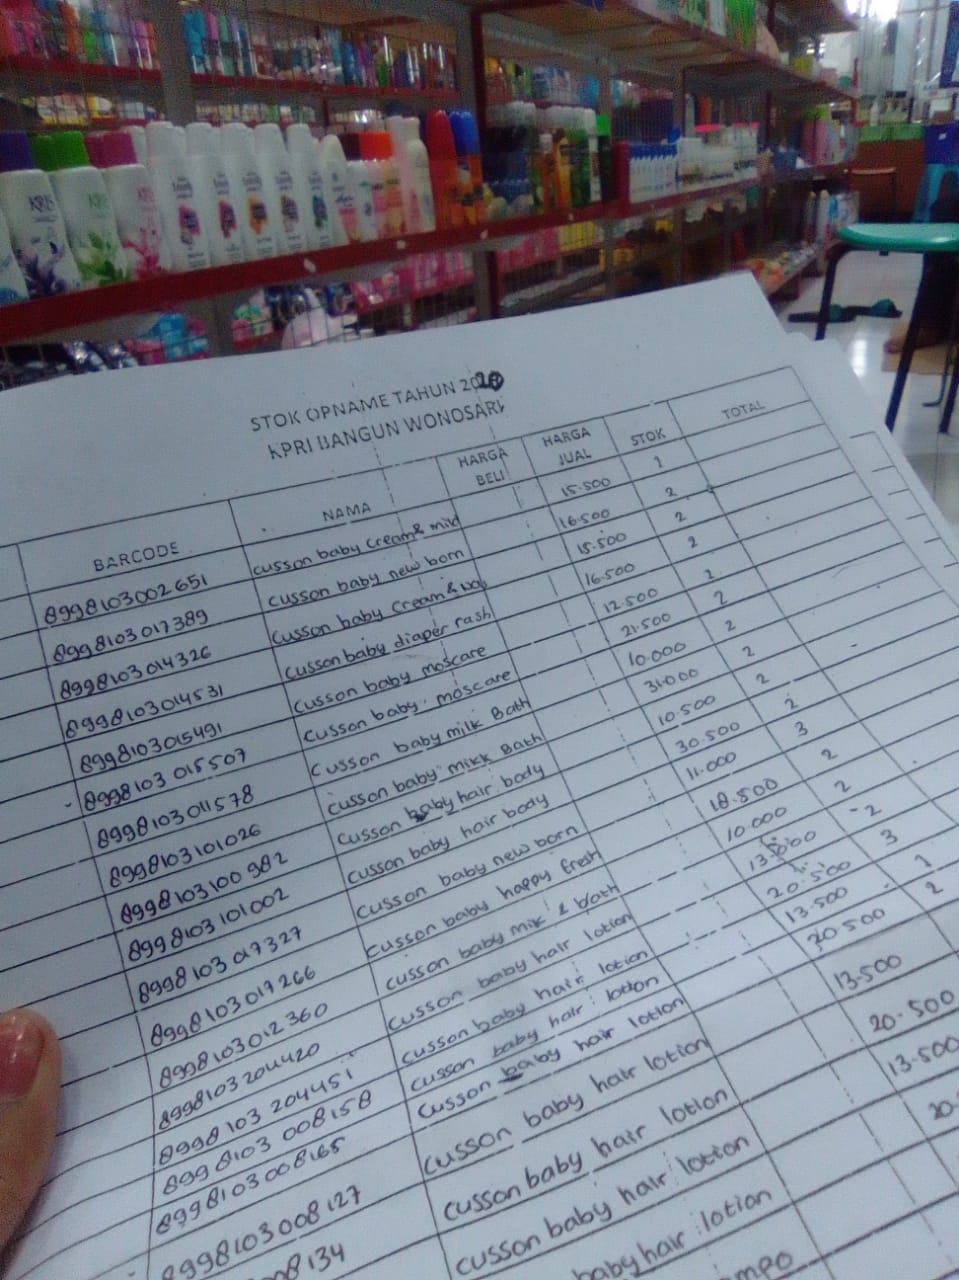 KRIS
KRIS
KRIS
STOK OPNAME TAHUN 2020
KPRI BANGUN WONOSARI
BARCODE NAMA HARGA BELI HARGA JUAL STOK TOTAL
8998103002651 cusson baby cream & mild 15.500 1
8998103017389 cusson baby new born 16.500 2
8998103014326 cusson baby cream & 15.500 2
8998103014531 cusson baby diaper rash 16.500 2
8998103015491 cusson baby moscare 12.500 2
8998103015507 cusson baby moscare 21.500 2
8998103011578 cusson baby milk Bath 10.000 2
8998103101026 cusson baby mikk Bath 31.000 2
8998103100982 cusson baby hair body 10.500 2
8998103101002 cusson baby hair body 30.500 2
8998103017327 cusson baby new born 11.000 3
8998103017266 cusson baby happy fresh 18.500 2
8998103012360 cusson baby milk & bath 10.000 2
8998103204420 cusson baby hair lotion 2
8998103204451 cusson baby hair lotion 20.500 3
8998103008158 cusson baby hair lotion 13.500 1
8998103008165 cusson baby hair lotion 20.500 2
8998103008127 cusson baby hair lotion 13.500
008134 cusson baby hair lotion 20.500
cusson baby hair lotion 13.500
baby hair lotion 20.
mpo